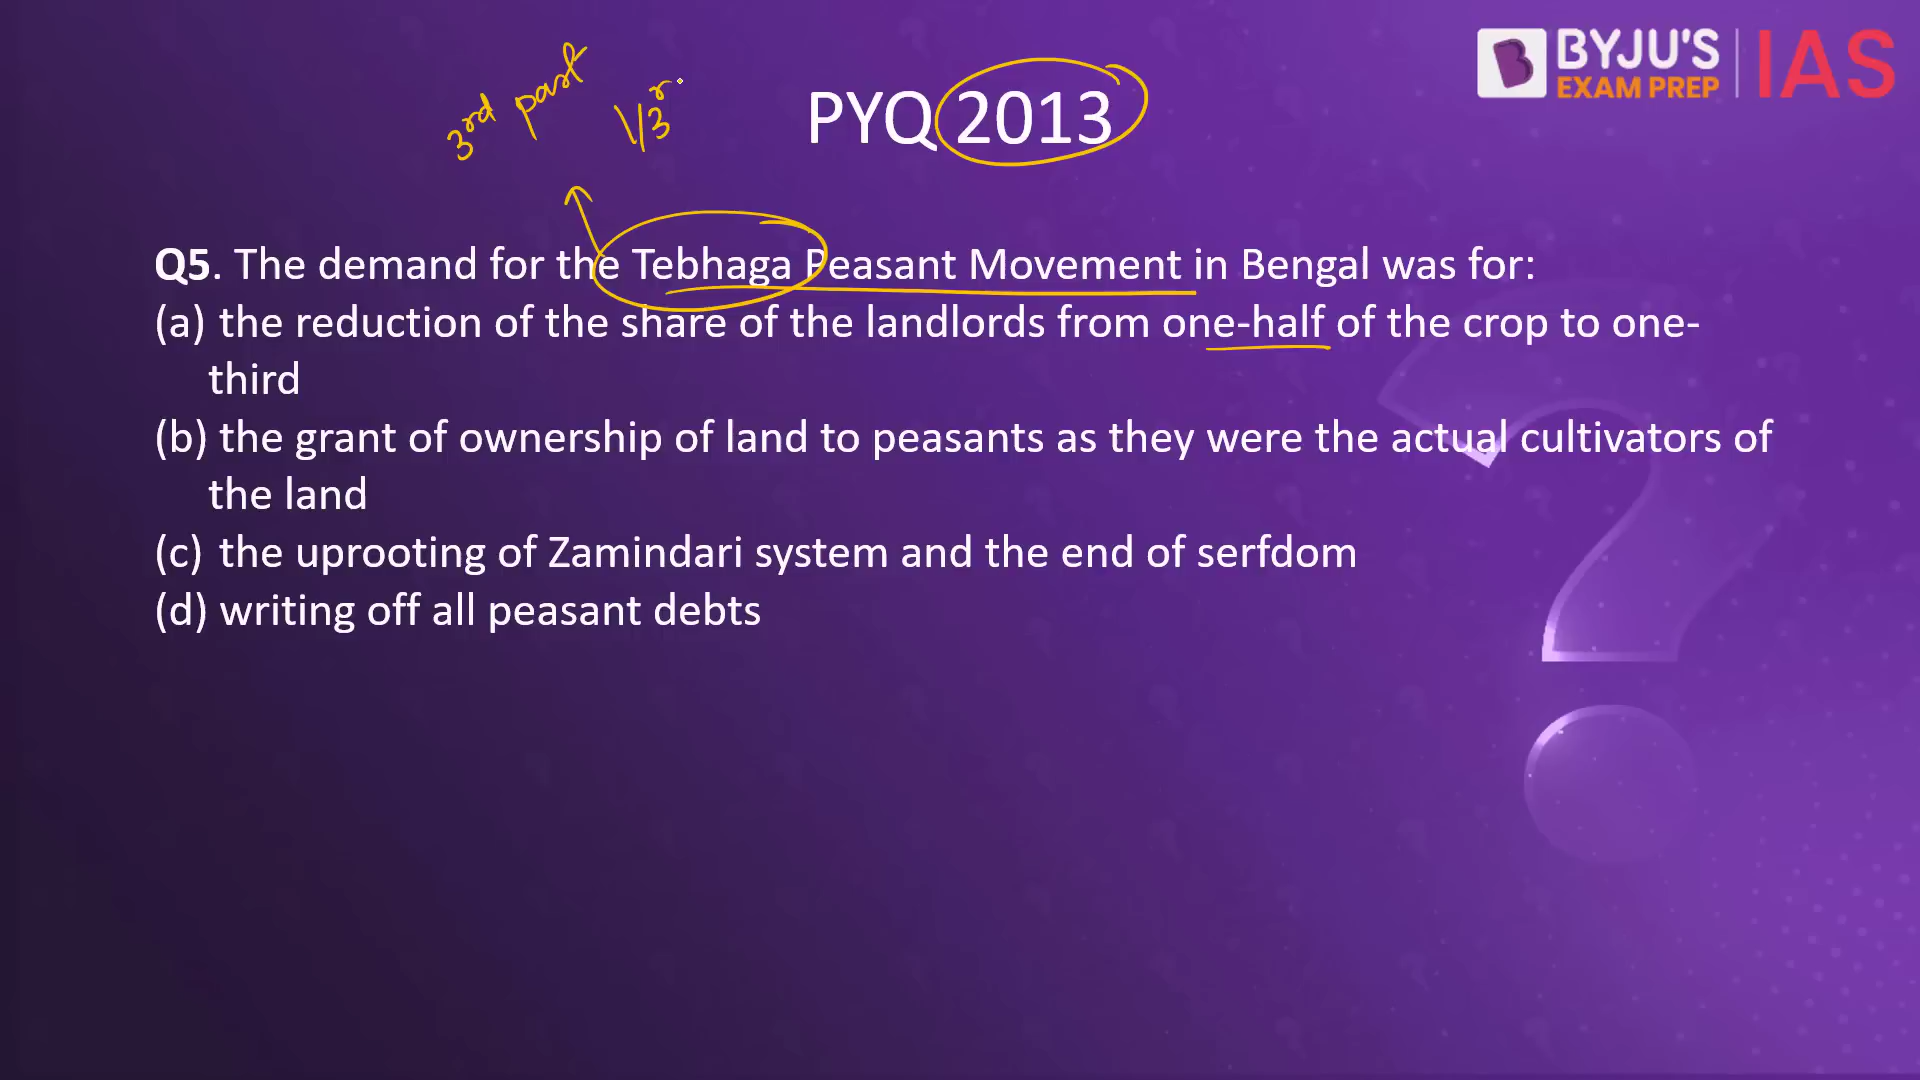 BYJU'S
EXAM PREP
IAS
3rd part
1/3r
PYQ 2013
Q5. The demand for the Tebhaga Peasant Movement in Bengal was for:
(a) the reduction of the share of the landlords from one-half of the crop to one-
third
(b) the grant of ownership of land to peasants as they were the actual cultivators of
the land
(c) the uprooting of Zamindari system and the end of serfdom
(d) writing off all peasant debts